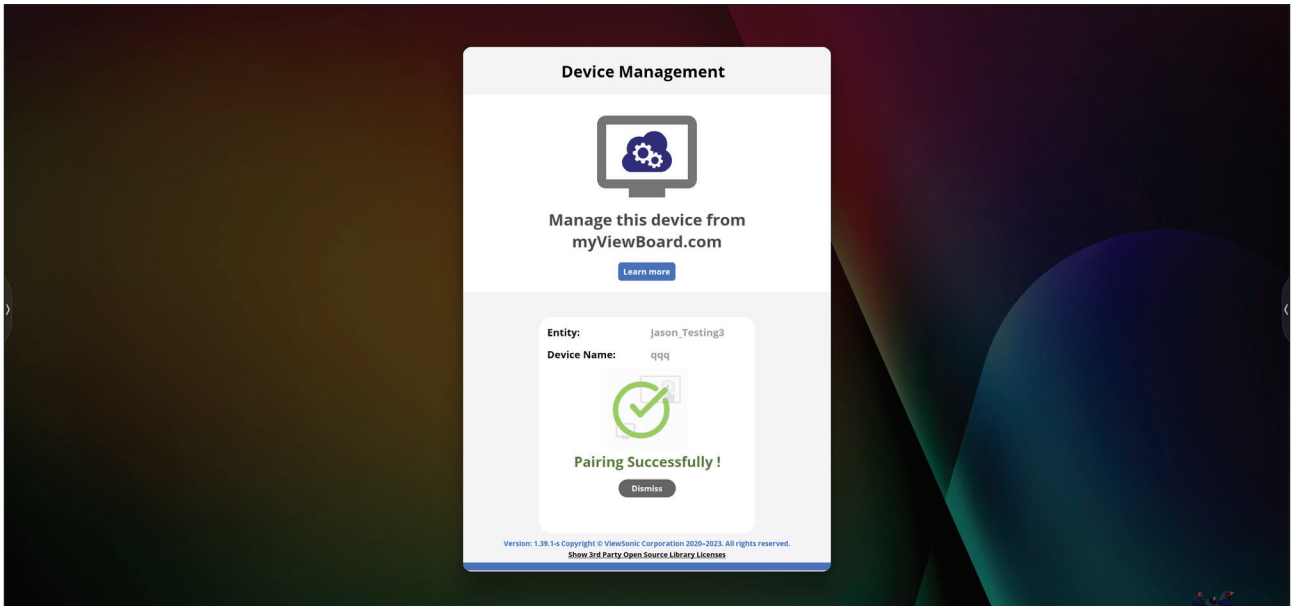 Device Management
Manage this device from
myViewBoard.com
Learn more
Entity: Jason_Testing3
Device Name: qqq
Pairing Successfully !
Dismiss
Version: 1.39.1-s Copyright © ViewSonic Corporation 2020–2023. All rights reserved.
Show 3rd Party Open Source Library Licenses